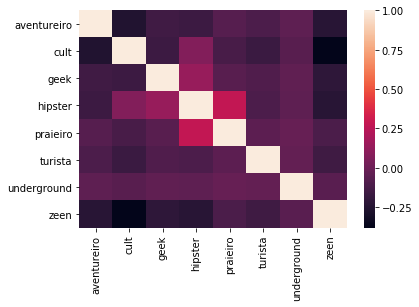 aventureiro
cult
geek
hipster
praieiro
turista
underground
zeen
aventureiro
cult
geek
hipster
praieiro
turista
underground
zeen
1.00
0.75
0.50
0.25
0.00
−0.25